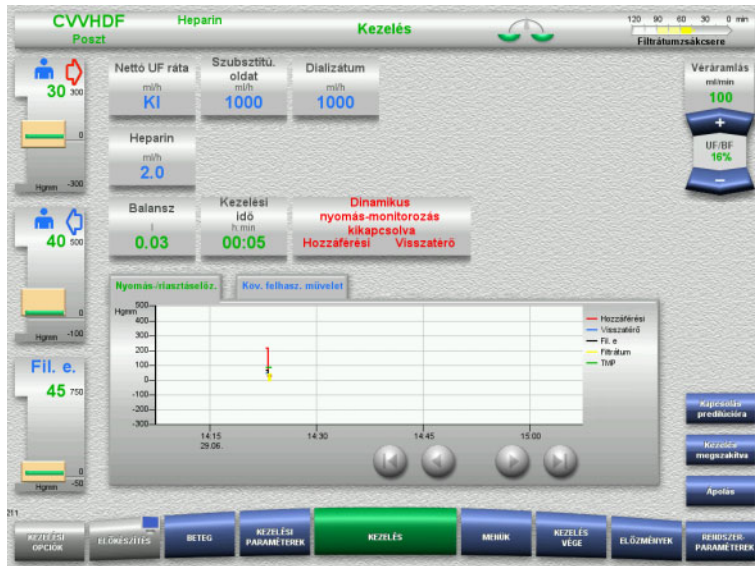 CVVHDF
Poszt
Heparin
Kezelés
120 90 60 30 0 min
Filtrátumzsákcsere
30 300
0
Hgmm -300
40 500
Hgmm -100
Fil. e.
45 750
0
Hgmm -50
Nettó UF ráta
ml/h
KI
Szubsztitú.
oldat
ml/h
1000
Dializátum
ml/h
1000
Heparin
ml/h
2.0
Balansz
l
0.03
Kezelési
idő
h:min
00:05
Dinamikus
nyomás-monitorozás
kikapcsolva
Hozzáférési Visszatérő
Véráramlás
ml/min
100
+
UF/BF
16%
−
Nyomás-/riasztáselőz.
Köv. felhasz. művelet
Hgmm
500
400
300
200
100
0
-100
-200
-300
14:15 14:30 14:45 15:00
29.06.
Hozzáférési
Visszatérő
Fil. e
Filtrátum
TMP
Kapcsolás
predilúcióra
Kezelés
megszakítva
Ápolás
211
KEZELÉSI
OPCIÓK
ELŐKÉSZÍTÉS
BETEG
KEZELÉSI
PARAMÉTEREK
KEZELÉS
MENÜK
KEZELÉS
VÉGE
ELŐZMÉNYEK
RENDSZER-
PARAMÉTEREK